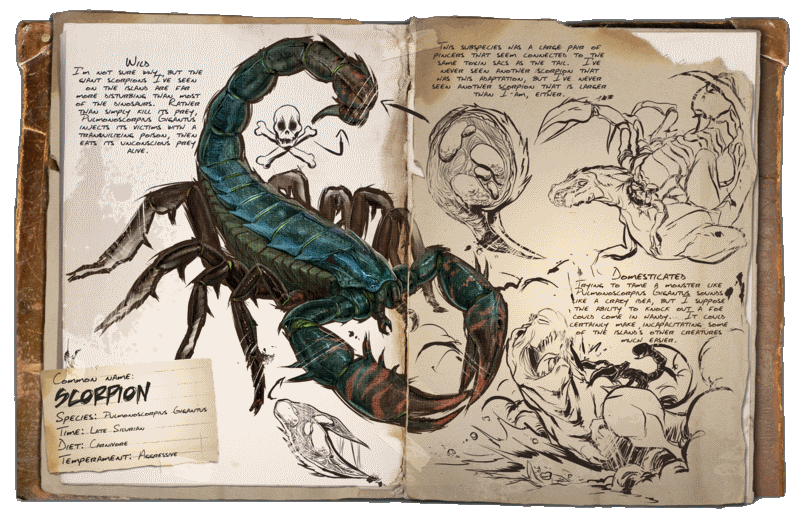 Wild
I'm not sure why, but the
giant scorpions I've seen
on the island are far
more disturbing than most
of the dinosaurs. Rather
than simply kill its prey,
Pulmonoscorpius Gigantus
injects its victims with a
tranquilizing poison, then
eats its unconscious prey
alive.
This subspecies was a large pair of
pincers that seem connected to the
same toxin sacs as the tail. I've
never seen another scorpion that
was this adaptation, but I've never
seen another scorpion that is larger
than I am, either.
Domesticated
Trying to tame a monster like
Pulmonoscorpius Gigantus sounds
like a crazy idea, but I suppose
the ability to knock out a foe
could come in handy... It could
certainly make incapacitating some
of the island's other creatures
much easier.
Common name:
Scorpion
Species: Pulmonoscorpius Gigantus
Time: Late Silurian
Diet: Carnivore
Temperament: Aggressive